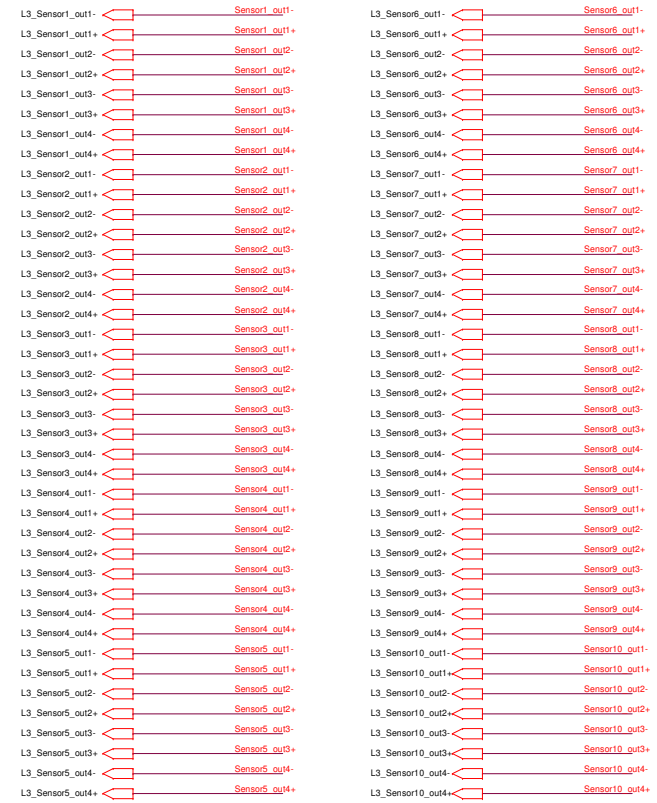 L3_Sensor1_out1- Sensor1_out1- L3_Sensor6_out1- Sensor6_out1-
L3_Sensor1_out1+ Sensor1_out1+ L3_Sensor6_out1+ Sensor6_out1+
L3_Sensor1_out2- Sensor1_out2- L3_Sensor6_out2- Sensor6_out2-
L3_Sensor1_out2+ Sensor1_out2+ L3_Sensor6_out2+ Sensor6_out2+
L3_Sensor1_out3- Sensor1_out3- L3_Sensor6_out3- Sensor6_out3-
L3_Sensor1_out3+ Sensor1_out3+ L3_Sensor6_out3+ Sensor6_out3+
L3_Sensor1_out4- Sensor1_out4- L3_Sensor6_out4- Sensor6_out4-
L3_Sensor1_out4+ Sensor1_out4+ L3_Sensor6_out4+ Sensor6_out4+
L3_Sensor2_out1- Sensor2_out1- L3_Sensor7_out1- Sensor7_out1-
L3_Sensor2_out1+ Sensor2_out1+ L3_Sensor7_out1+ Sensor7_out1+
L3_Sensor2_out2- Sensor2_out2- L3_Sensor7_out2- Sensor7_out2-
L3_Sensor2_out2+ Sensor2_out2+ L3_Sensor7_out2+ Sensor7_out2+
L3_Sensor2_out3- Sensor2_out3- L3_Sensor7_out3- Sensor7_out3-
L3_Sensor2_out3+ Sensor2_out3+ L3_Sensor7_out3+ Sensor7_out3+
L3_Sensor2_out4- Sensor2_out4- L3_Sensor7_out4- Sensor7_out4-
L3_Sensor2_out4+ Sensor2_out4+ L3_Sensor7_out4+ Sensor7_out4+
L3_Sensor3_out1- Sensor3_out1- L3_Sensor8_out1- Sensor8_out1-
L3_Sensor3_out1+ Sensor3_out1+ L3_Sensor8_out1+ Sensor8_out1+
L3_Sensor3_out2- Sensor3_out2- L3_Sensor8_out2- Sensor8_out2-
L3_Sensor3_out2+ Sensor3_out2+ L3_Sensor8_out2+ Sensor8_out2+
L3_Sensor3_out3- Sensor3_out3- L3_Sensor8_out3- Sensor8_out3-
L3_Sensor3_out3+ Sensor3_out3+ L3_Sensor8_out3+ Sensor8_out3+
L3_Sensor3_out4- Sensor3_out4- L3_Sensor8_out4- Sensor8_out4-
L3_Sensor3_out4+ Sensor3_out4+ L3_Sensor8_out4+ Sensor8_out4+
L3_Sensor4_out1- Sensor4_out1- L3_Sensor9_out1- Sensor9_out1-
L3_Sensor4_out1+ Sensor4_out1+ L3_Sensor9_out1+ Sensor9_out1+
L3_Sensor4_out2- Sensor4_out2- L3_Sensor9_out2- Sensor9_out2-
L3_Sensor4_out2+ Sensor4_out2+ L3_Sensor9_out2+ Sensor9_out2+
L3_Sensor4_out3- Sensor4_out3- L3_Sensor9_out3- Sensor9_out3-
L3_Sensor4_out3+ Sensor4_out3+ L3_Sensor9_out3+ Sensor9_out3+
L3_Sensor4_out4- Sensor4_out4- L3_Sensor9_out4- Sensor9_out4-
L3_Sensor4_out4+ Sensor4_out4+ L3_Sensor9_out4+ Sensor9_out4+
L3_Sensor5_out1- Sensor5_out1- L3_Sensor10_out1- Sensor10_out1-
L3_Sensor5_out1+ Sensor5_out1+ L3_Sensor10_out1+ Sensor10_out1+
L3_Sensor5_out2- Sensor5_out2- L3_Sensor10_out2- Sensor10_out2-
L3_Sensor5_out2+ Sensor5_out2+ L3_Sensor10_out2+ Sensor10_out2+
L3_Sensor5_out3- Sensor5_out3- L3_Sensor10_out3- Sensor10_out3-
L3_Sensor5_out3+ Sensor5_out3+ L3_Sensor10_out3+ Sensor10_out3+
L3_Sensor5_out4- Sensor5_out4- L3_Sensor10_out4- Sensor10_out4-
L3_Sensor5_out4+ Sensor5_out4+ L3_Sensor10_out4+ Sensor10_out4+